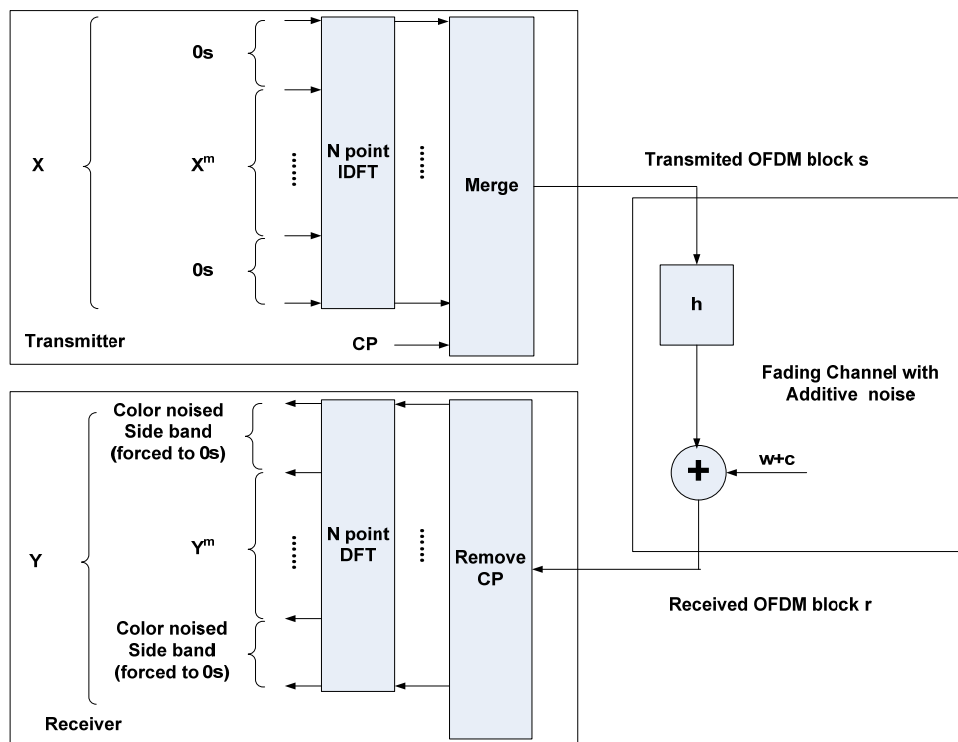 0s
X
X^m
N point
IDFT
Merge
0s
CP
Transmitter
Transmited OFDM block s
h
Fading Channel with
Additive noise
+
w+c
Received OFDM block r
Color noised
Side band
(forced to 0s)
Y
Y^m
N point
DFT
Remove
CP
Color noised
Side band
(forced to 0s)
Receiver